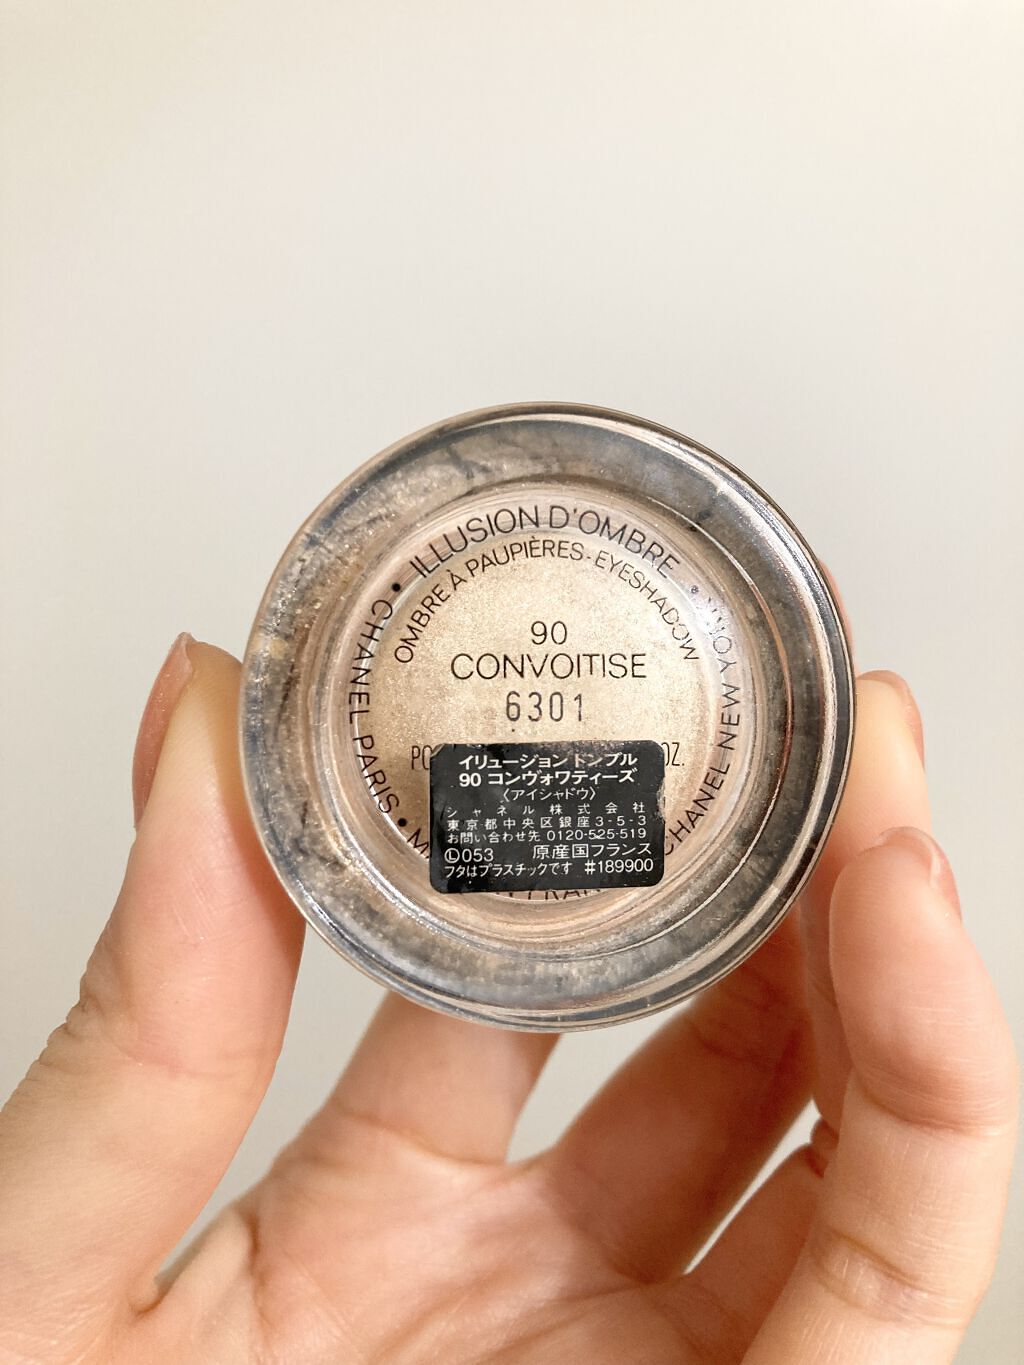 • ILLUSION D'OMBRE •
OMBRE À PAUPIÈRES-EYESHADOW
90
CONVOITISE
6301
OZ.
CHANEL PARIS •
CHANEL NEW YORK
イリュージョン ドンブル
90 コンヴォワティーズ
〈アイシャドウ〉
シャネル株式会社
東京都中央区銀座3-5-3
お問い合わせ先 0120-525-519
Ⓛ053 原産国フランス
フタはプラスチックです #189900